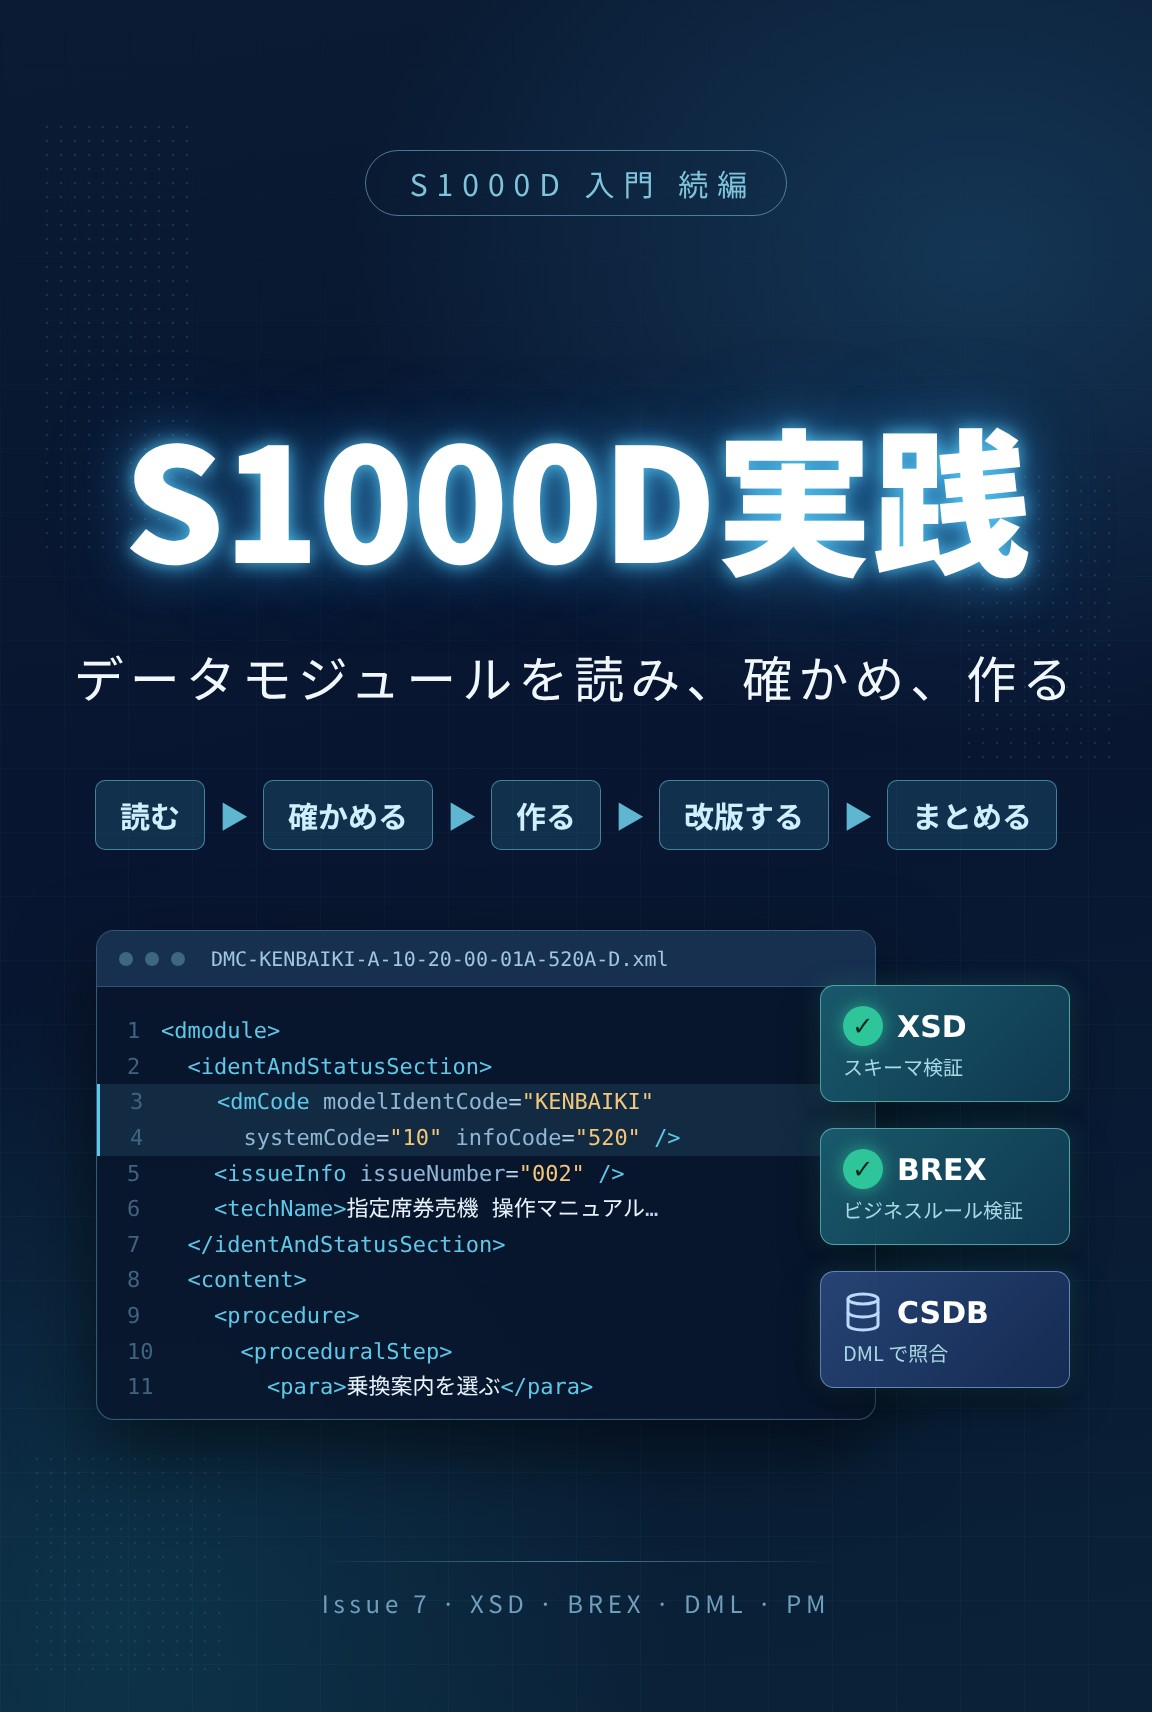 S1000D 入門 続編
S1000D実践
データモジュールを読み、確かめ、作る
読む ▶ 確かめる ▶ 作る ▶ 改版する ▶ まとめる
DMC-KENBAIKI-A-10-20-00-01A-520A-D.xml
1 <dmodule>
2 <identAndStatusSection>
3 <dmCode modelIdentCode="KENBAIKI"
4 systemCode="10" infoCode="520" />
5 <issueInfo issueNumber="002" />
6 <techName>指定席券売機 操作マニュアル…
7 </identAndStatusSection>
8 <content>
9 <procedure>
10 <proceduralStep>
11 <para>乗換案内を選ぶ</para>
✓ XSD
スキーマ検証
✓ BREX
ビジネスルール検証
CSDB
DML で照合
Issue 7 · XSD · BREX · DML · PM